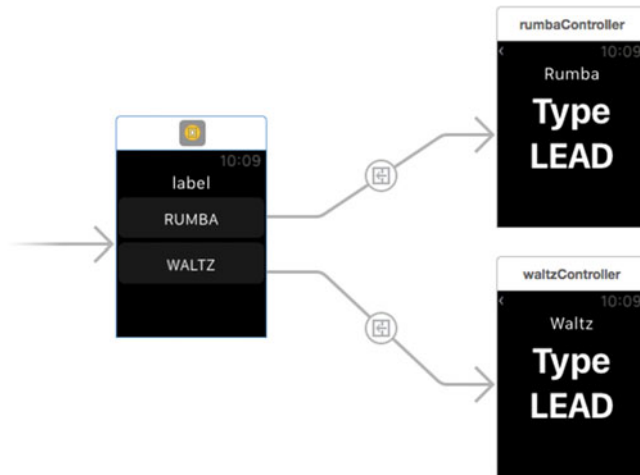 10:09
label
RUMBA
WALTZ
rumbaController
10:09
Rumba
Type
LEAD
waltzController
10:09
Waltz
Type
LEAD